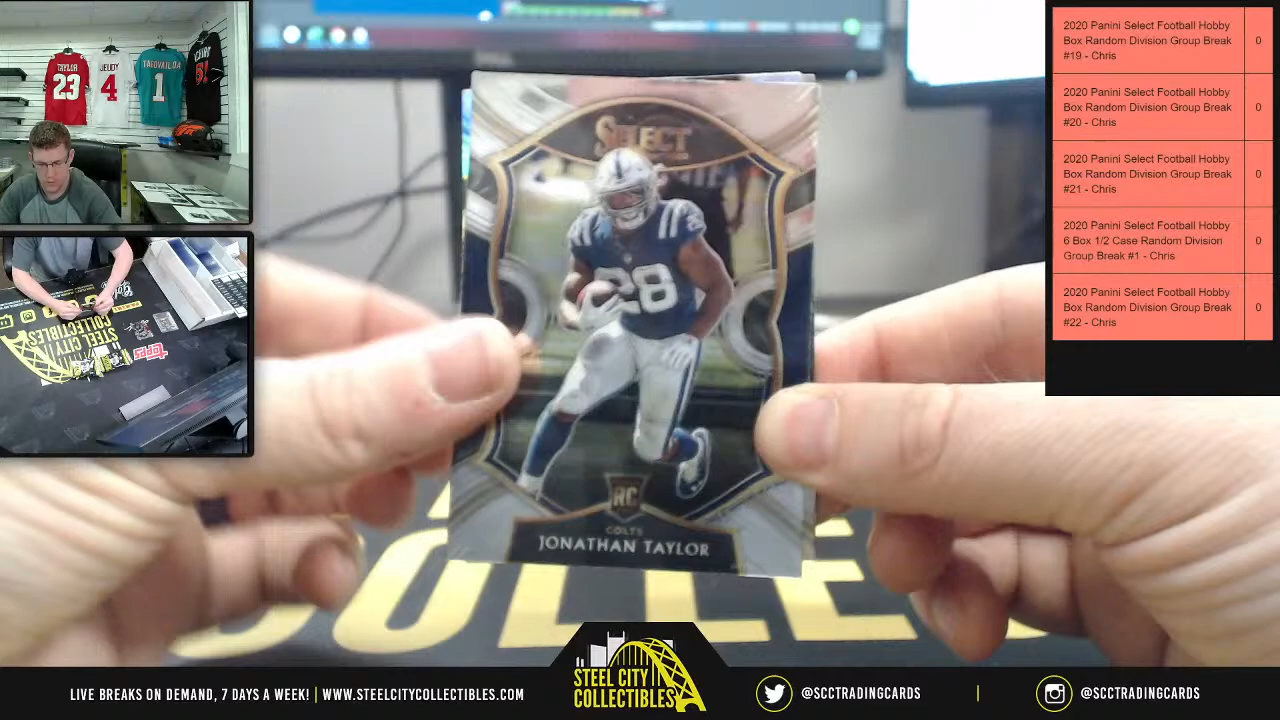 TAYLOR
23
JEUDY
4
TAGOVAILOA
1
COLLECTIBLES
Topps
SELECT
28
RC
COLTS
JONATHAN TAYLOR
COLLE
2020 Panini Select Football Hobby
Box Random Division Group Break
#19 - Chris
0
2020 Panini Select Football Hobby
Box Random Division Group Break
#20 - Chris
0
2020 Panini Select Football Hobby
Box Random Division Group Break
#21 - Chris
0
2020 Panini Select Football Hobby
6 Box 1/2 Case Random Division
Group Break #1 - Chris
0
2020 Panini Select Football Hobby
Box Random Division Group Break
#22 - Chris
0
LIVE BREAKS ON DEMAND, 7 DAYS A WEEK! | WWW.STEELCITYCOLLECTIBLES.COM
STEEL CITY
COLLECTIBLES
@SCCTRADINGCARDS
|
@SCCTRADINGCARDS